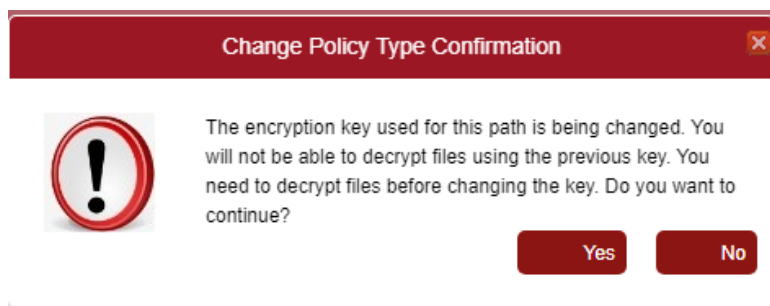 Change Policy Type Confirmation
The encryption key used for this path is being changed. You
will not be able to decrypt files using the previous key. You
need to decrypt files before changing the key. Do you want to
continue?
Yes No